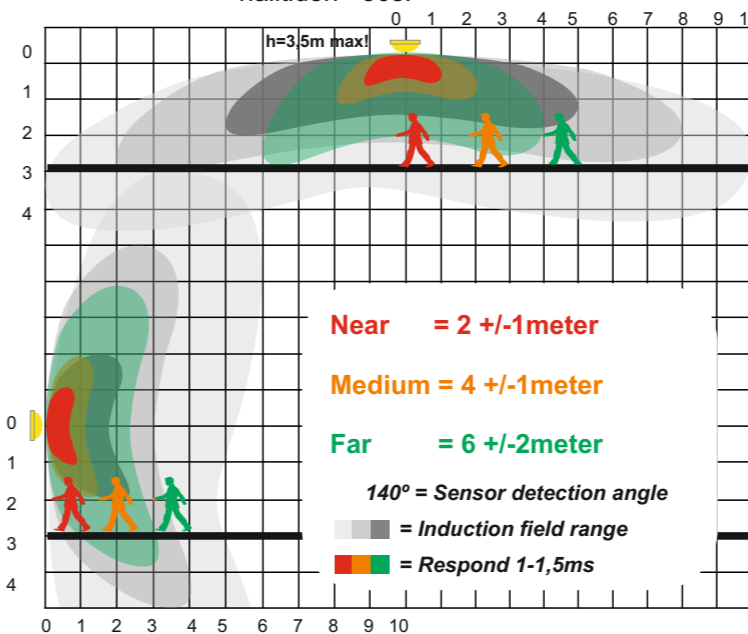 0 1 2 3 4 5 6 7 8 9
h=3,5m max!
0
1
2
3
4
Near = 2 +/-1meter
Medium = 4 +/-1meter
Far = 6 +/-2meter
140º = Sensor detection angle
= Induction field range
= Respond 1-1,5ms
0
1
2
3
4
0 1 2 3 4 5 6 7 8 9 10